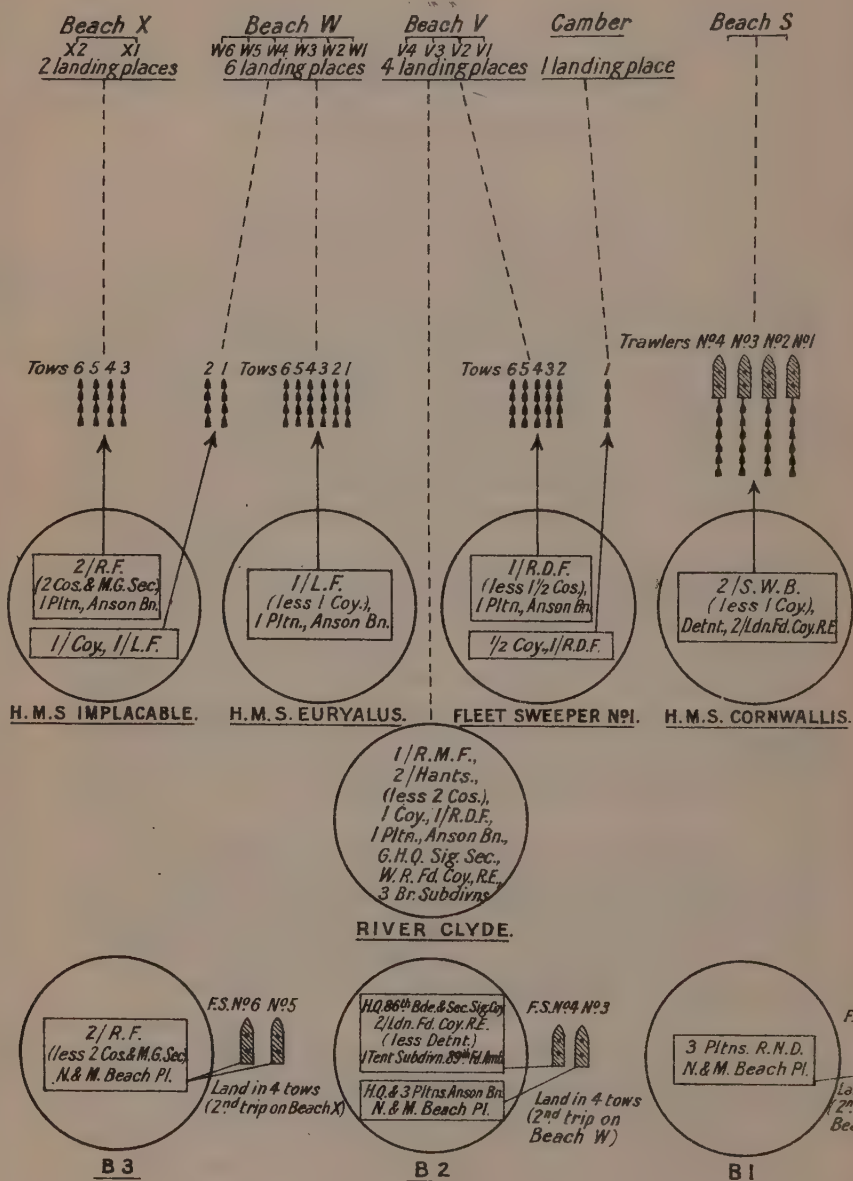 Beach X
X2 X1
2 landing places
Beach W
W6 W5 W4 W3 W2 W1
6 landing places
Beach V
V4 V3 V2 V1
4 landing places
Camber
1 landing place
Beach S
Tows 6 5 4 3
2 1
Tows 6 5 4 3 2 1
Tows 6 5 4 3 2
1
Trawlers Nº4 Nº3 Nº2 Nº1
2/R.F.
(2 Cos. & M.G. Sec)
1 Pltn., Anson Bn.
1/Coy., 1/L.F.
H.M.S IMPLACABLE.
1/L.F.
(less 1 Coy.),
1 Pltn., Anson Bn.
H.M.S. EURYALUS.
1/R.D.F.
(less 1½ Cos.),
1 Pltn., Anson Bn.
½ Coy., 1/R.D.F.
FLEET SWEEPER Nº1.
2/S.W.B.
(less 1 Coy.),
Detnt., 2/Ldn. Fd. Coy. R.E.
H.M.S. CORNWALLIS.
1/R.M.F.,
2/Hants.,
(less 2 Cos.),
1 Coy., 1/R.D.F.,
1 Pltn., Anson Bn.,
G.H.Q. Sig. Sec.,
W.R. Fd. Coy., R.E.,
3 Br. Subdivns
RIVER CLYDE.
2/R.F.
(less 2 Cos. & M.G. Sec)
N. & M. Beach Pl.
F.S. Nº6 Nº5
Land in 4 tows
(2nd trip on Beach X)
B 3
H.Q. 86th Bde. & Sec. Sig. Coy
2/Ldn. Fd. Coy. R.E.
(less Detnt.)
1 Tent Subdivn. 89th Fd. Amb.
H.Q. & 3 Pltns. Anson Bn.
N. & M. Beach Pl.
F.S. Nº4 Nº3
Land in 4 tows
(2nd trip on
Beach W)
B 2
3 Pltns. R.N.D.
N. & M. Beach Pl.
B 1